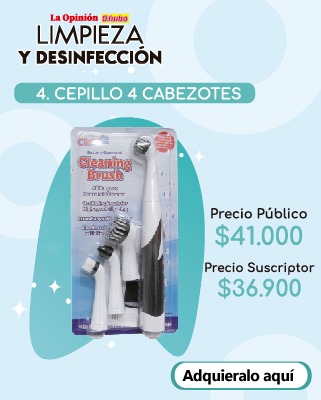 La Opinión Q'hubo
LIMPIEZA
Y DESINFECCIÓN
4. CEPILLO 4 CABEZOTES
Cleaning
Brush
Precio Público
$41.000
Precio Suscriptor
$36.900
Adquieralo aquí